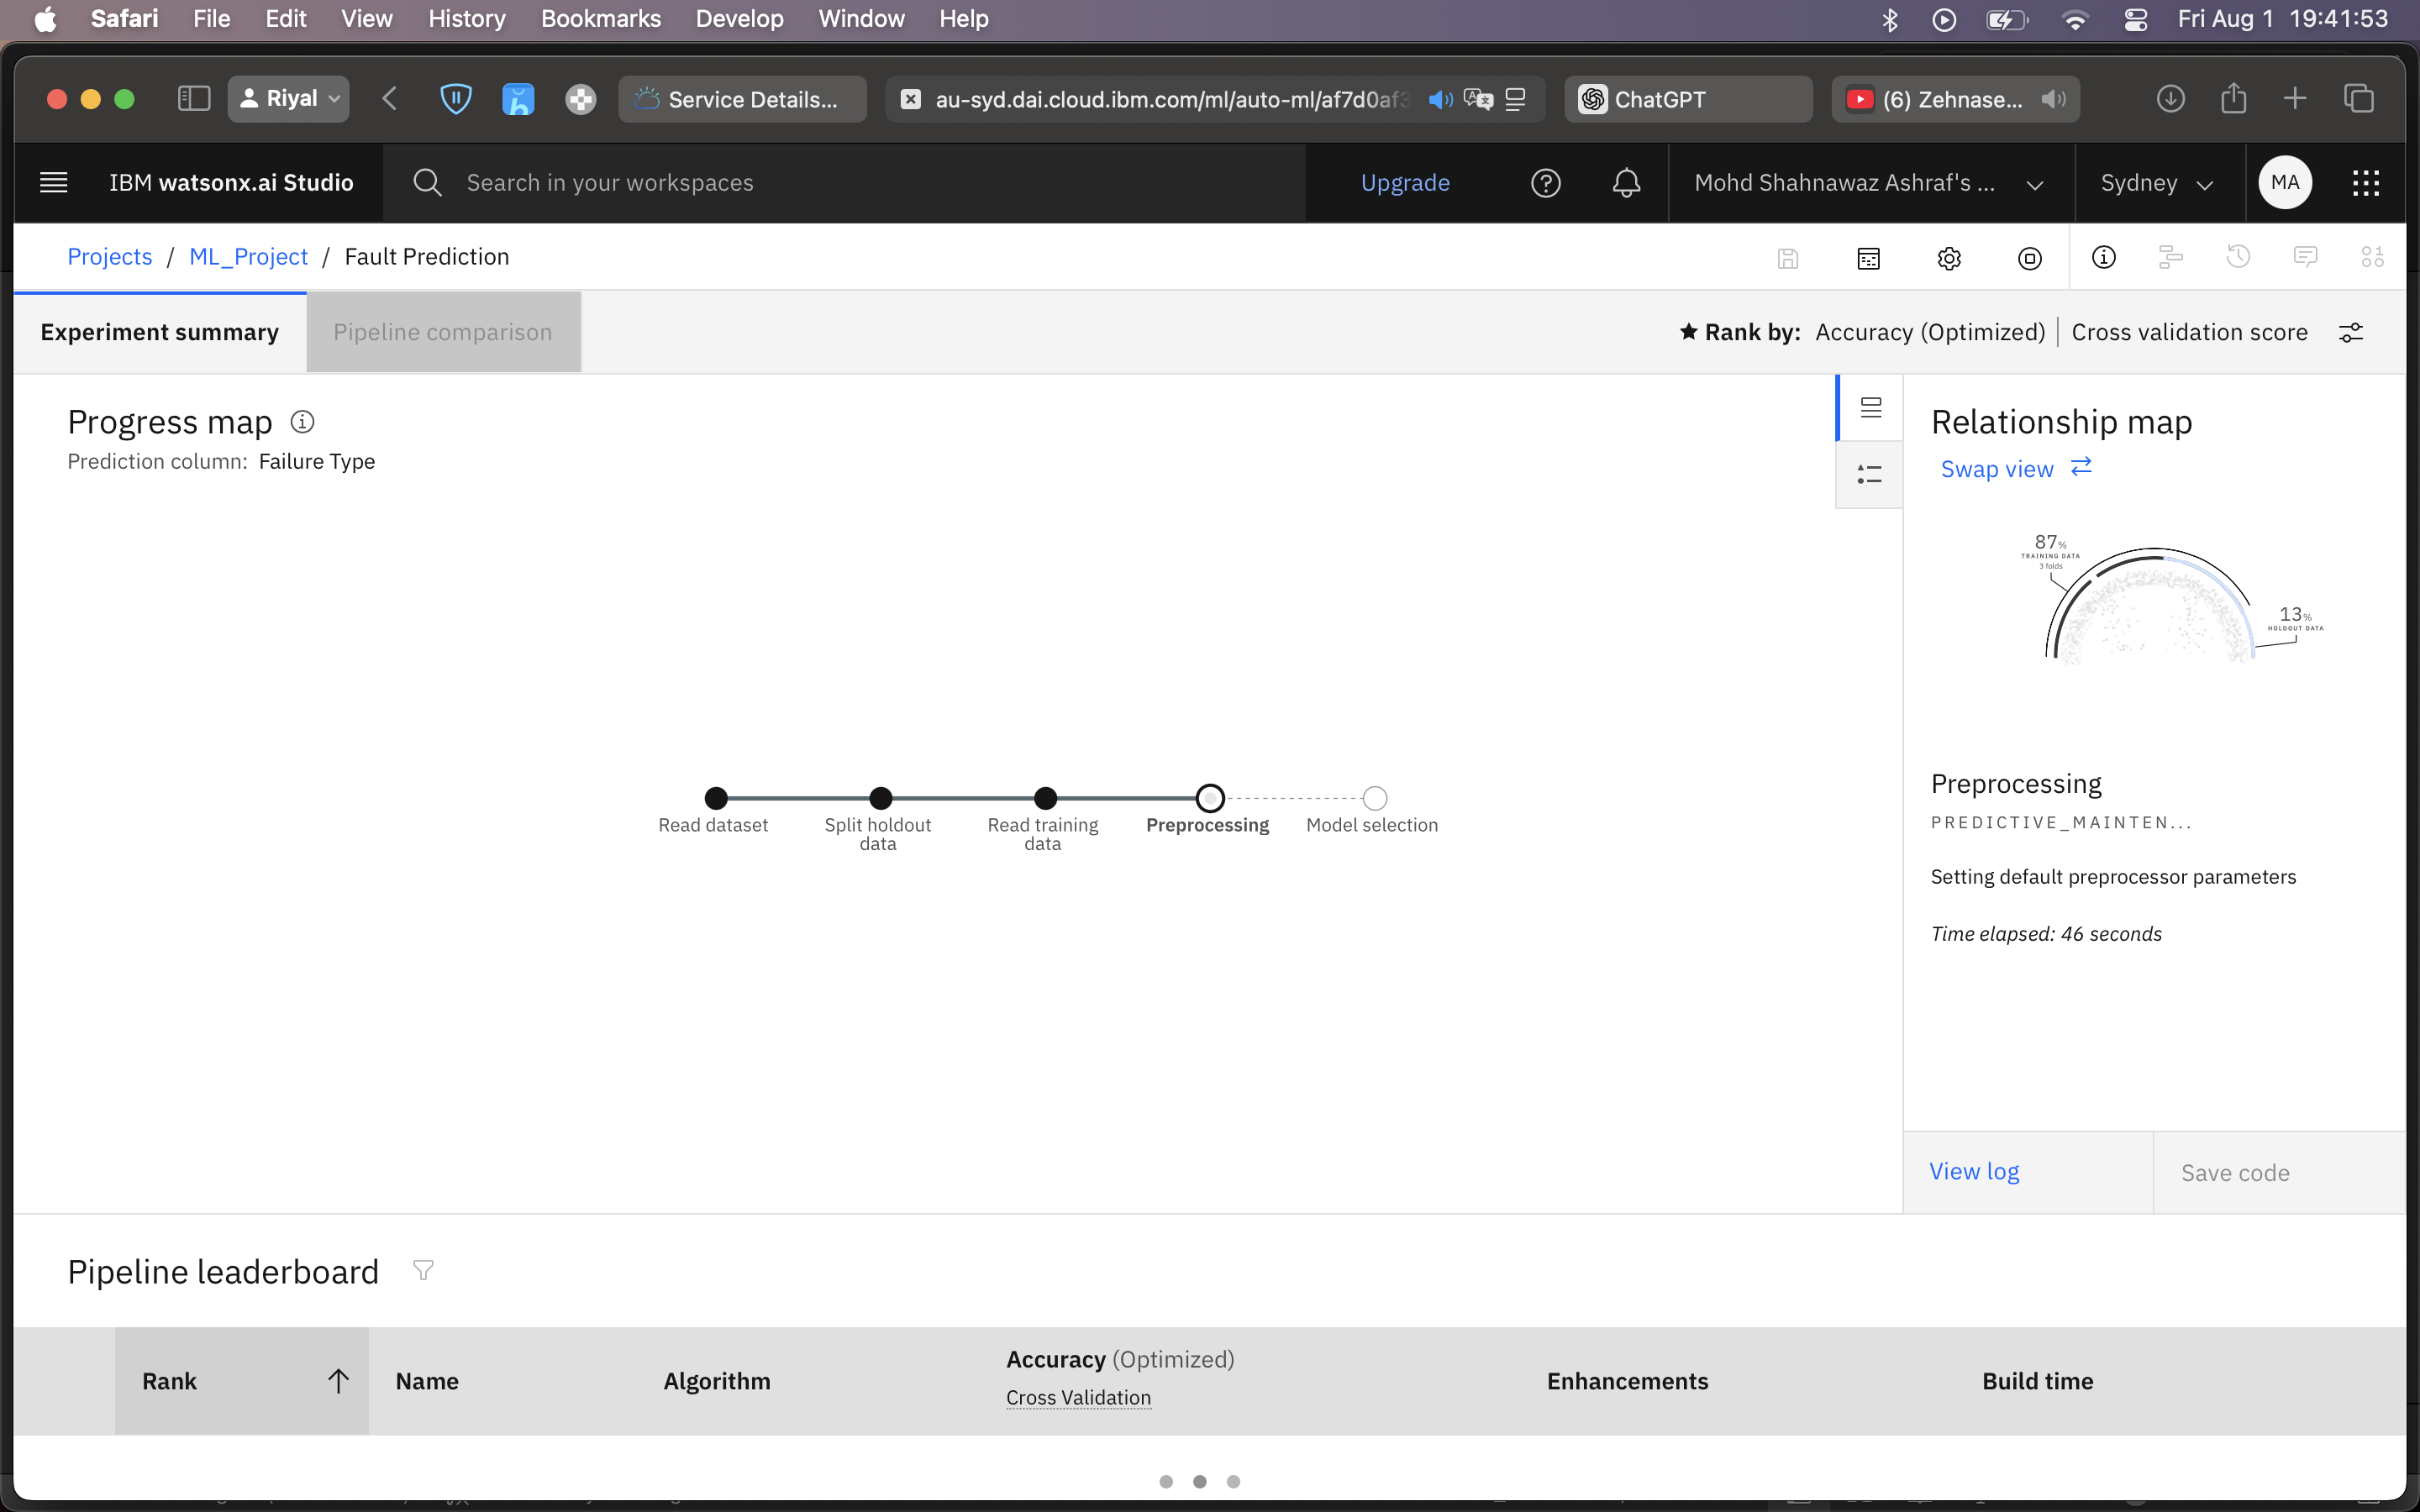 Safari File Edit View History Bookmarks Develop Window Help Fri Aug 1 19:41:53
Riyal Service Details... au-syd.dai.cloud.ibm.com/ml/auto-ml/af7d0af3 ChatGPT (6) Zehnase...
IBM watsonx.ai Studio Search in your workspaces Upgrade Mohd Shahnawaz Ashraf's ... Sydney MA
Projects / ML_Project / Fault Prediction
Experiment summary Pipeline comparison Rank by: Accuracy (Optimized) Cross validation score
Progress map
Prediction column: Failure Type
Relationship map
Swap view
87%
TRAINING DATA
3 folds
13%
HOLDOUT DATA
Read dataset
Split holdout
data
Read training
data
Preprocessing
Model selection
Preprocessing
PREDICTIVE_MAINTEN...
Setting default preprocessor parameters
Time elapsed: 46 seconds
View log Save code
Pipeline leaderboard
Rank Name Algorithm Accuracy (Optimized) Enhancements Build time
Cross Validation